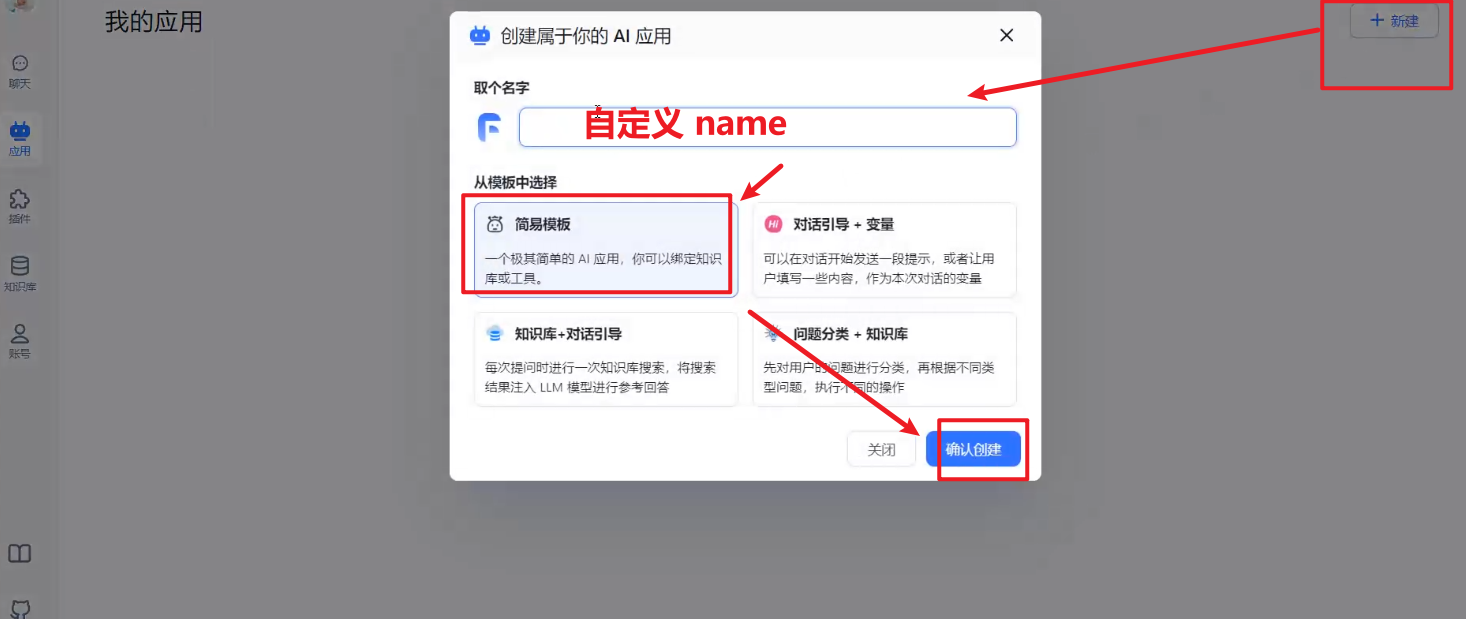 我的应用
聊天
应用
插件
知识库
账号
+ 新建
创建属于你的 AI 应用
取个名字
自定义 name
从模板中选择
简易模板
一个极其简单的 AI 应用，你可以绑定知识
库或工具。
Hi 对话引导 + 变量
可以在对话开始发送一段提示，或者让用
户填写一些内容，作为本次对话的变量
知识库+对话引导
每次提问时进行一次知识库搜索，将搜索
结果注入 LLM 模型进行参考回答
问题分类 + 知识库
先对用户的问题进行分类，再根据不同类
型问题，执行不同的操作
关闭
确认创建